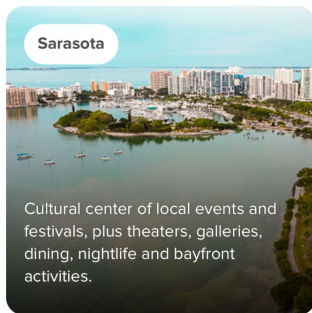 Sarasota
Cultural center of local events and
festivals, plus theaters, galleries,
dining, nightlife and bayfront
activities.